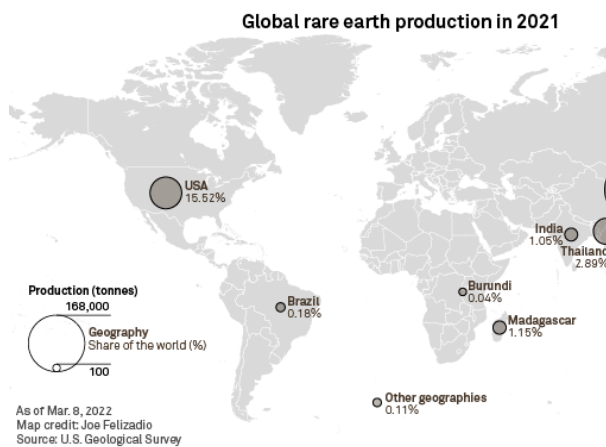 Global rare earth production in 2021
USA
15.52%
India
1.05%
Thailand
2.89%
Burundi
0.04%
Brazil
0.18%
Madagascar
1.15%
Production (tonnes)
168,000
Geography
Share of the world (%)
100
Other geographies
0.11%
As of Mar. 8, 2022
Map credit: Joe Felizadio
Source: U.S. Geological Survey